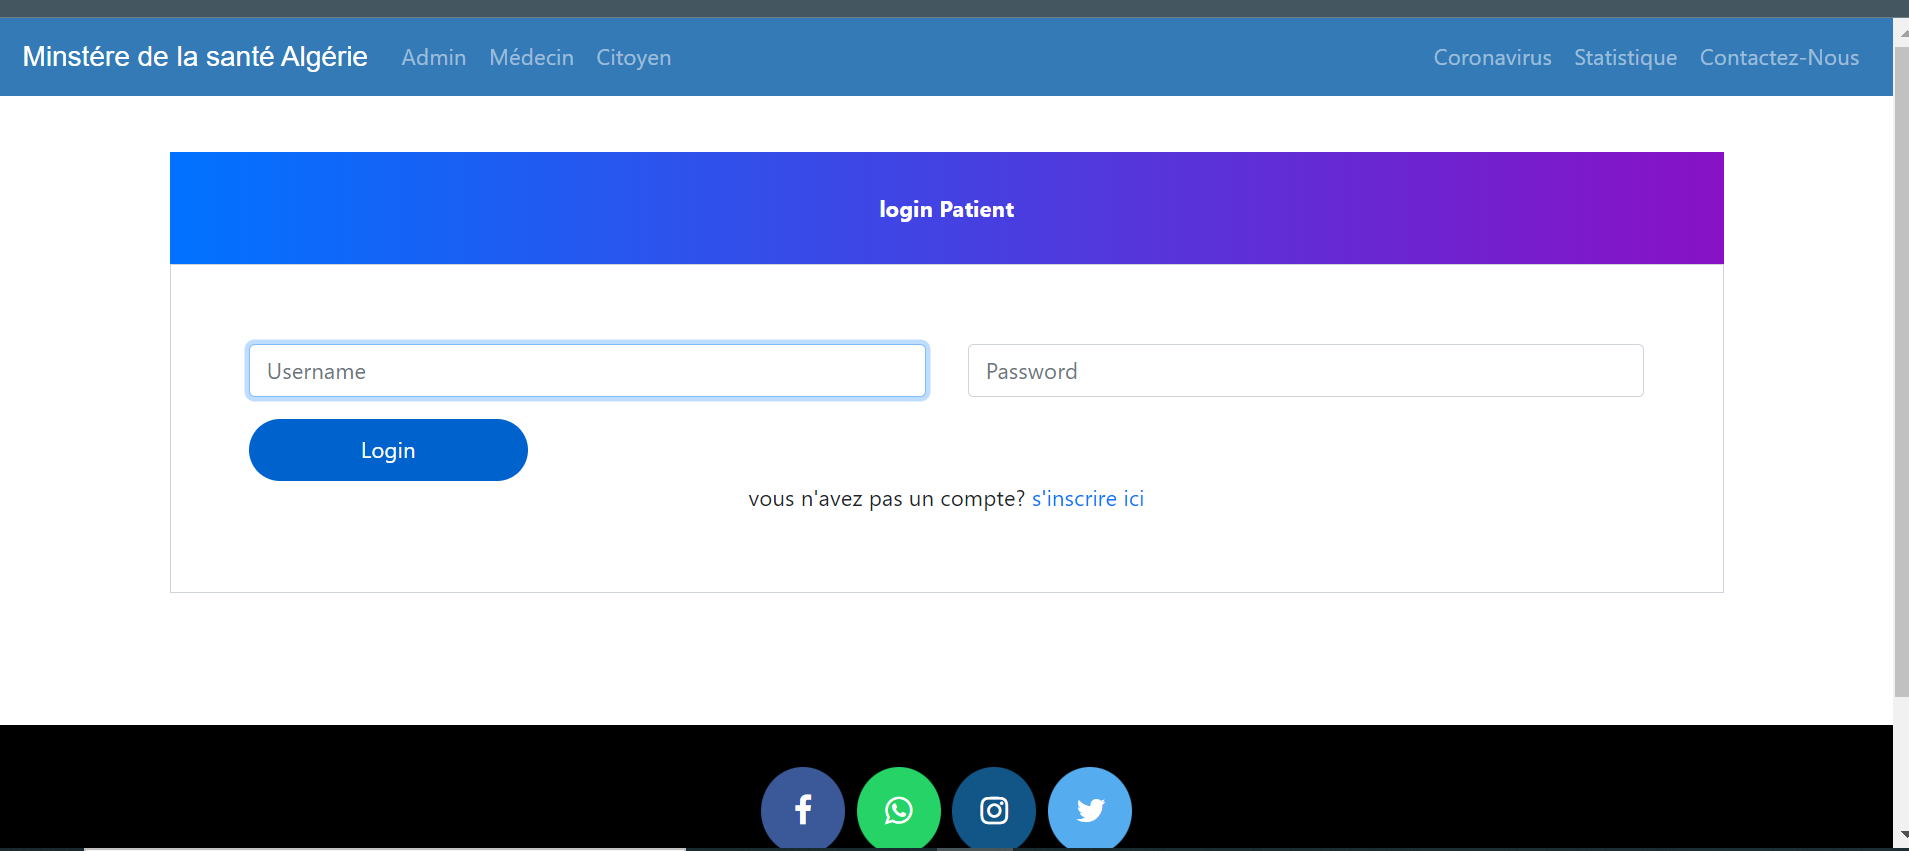 Minstére de la santé Algérie Admin Médecin Citoyen Coronavirus Statistique Contactez-Nous
login Patient
Username Password
Login
vous n'avez pas un compte? s'inscrire ici